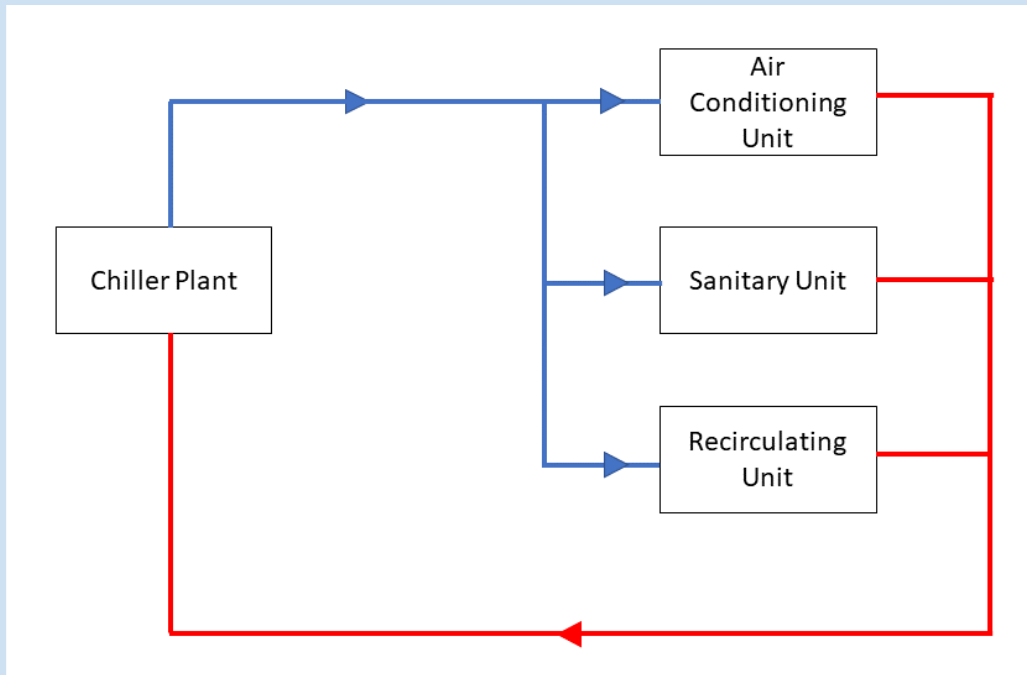 Air
Conditioning
Unit
Chiller Plant
Sanitary Unit
Recirculating
Unit